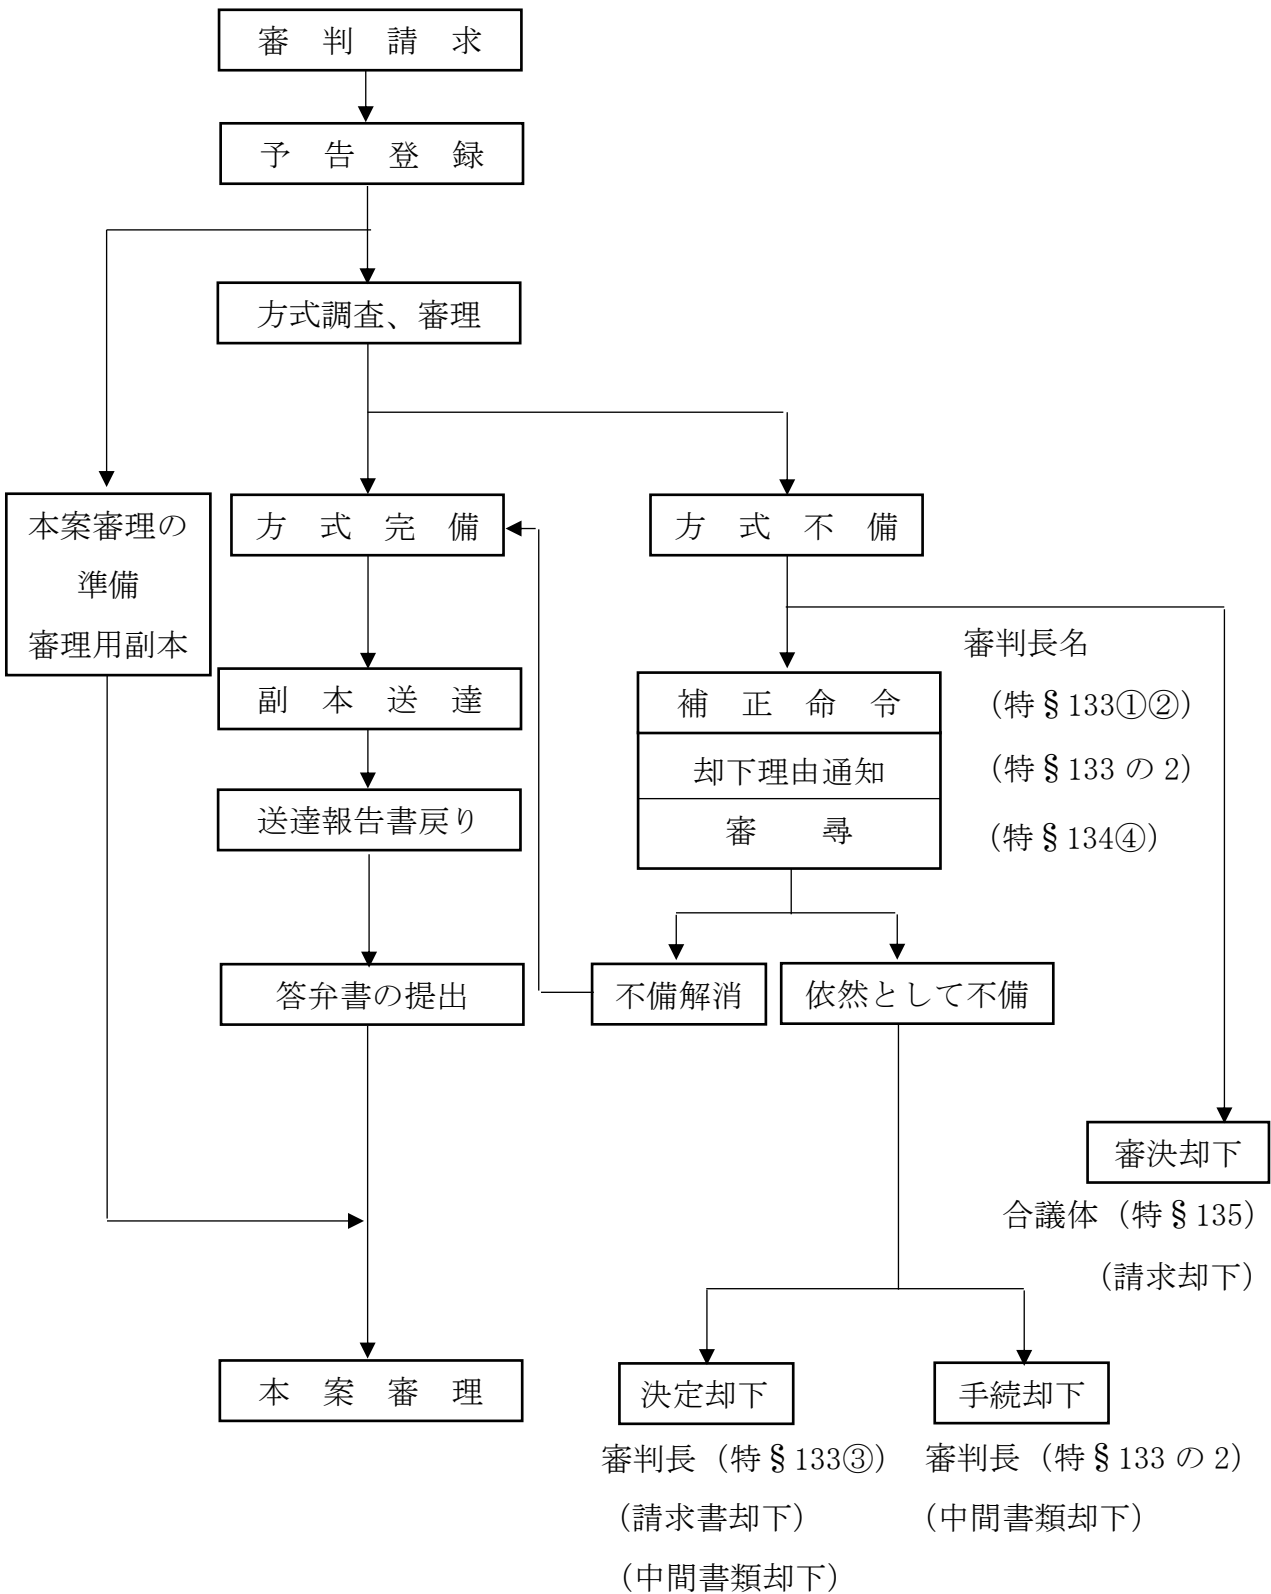 審　判　請　求
予　告　登　録
方式調査、審理
本案審理の
準備
審理用副本
方　式　完　備
方　式　不　備
審判長名
副　本　送　達
補　正　命　令
（特§133①②）
却下理由通知
（特§133 の 2）
送達報告書戻り
審　　尋
（特§134④）
答弁書の提出
不備解消
依然として不備
審決却下
合議体（特§135）
（請求却下）
本　案　審　理
決定却下
手続却下
審判長（特§133③）
審判長（特§133 の 2）
（請求書却下）
（中間書類却下）
（中間書類却下）